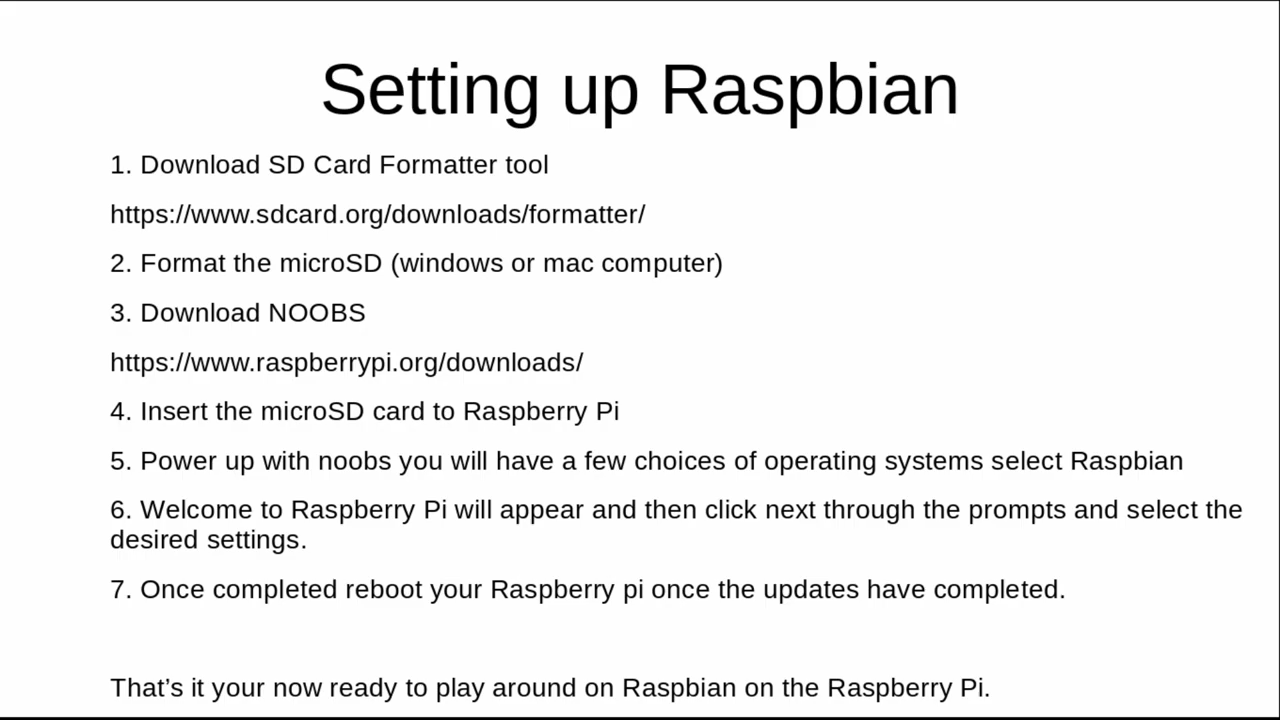 Setting up Raspbian
1. Download SD Card Formatter tool
https://www.sdcard.org/downloads/formatter/
2. Format the microSD (windows or mac computer)
3. Download NOOBS
https://www.raspberrypi.org/downloads/
4. Insert the microSD card to Raspberry Pi
5. Power up with noobs you will have a few choices of operating systems select Raspbian
6. Welcome to Raspberry Pi will appear and then click next through the prompts and select the
desired settings.
7. Once completed reboot your Raspberry pi once the updates have completed.
That’s it your now ready to play around on Raspbian on the Raspberry Pi.